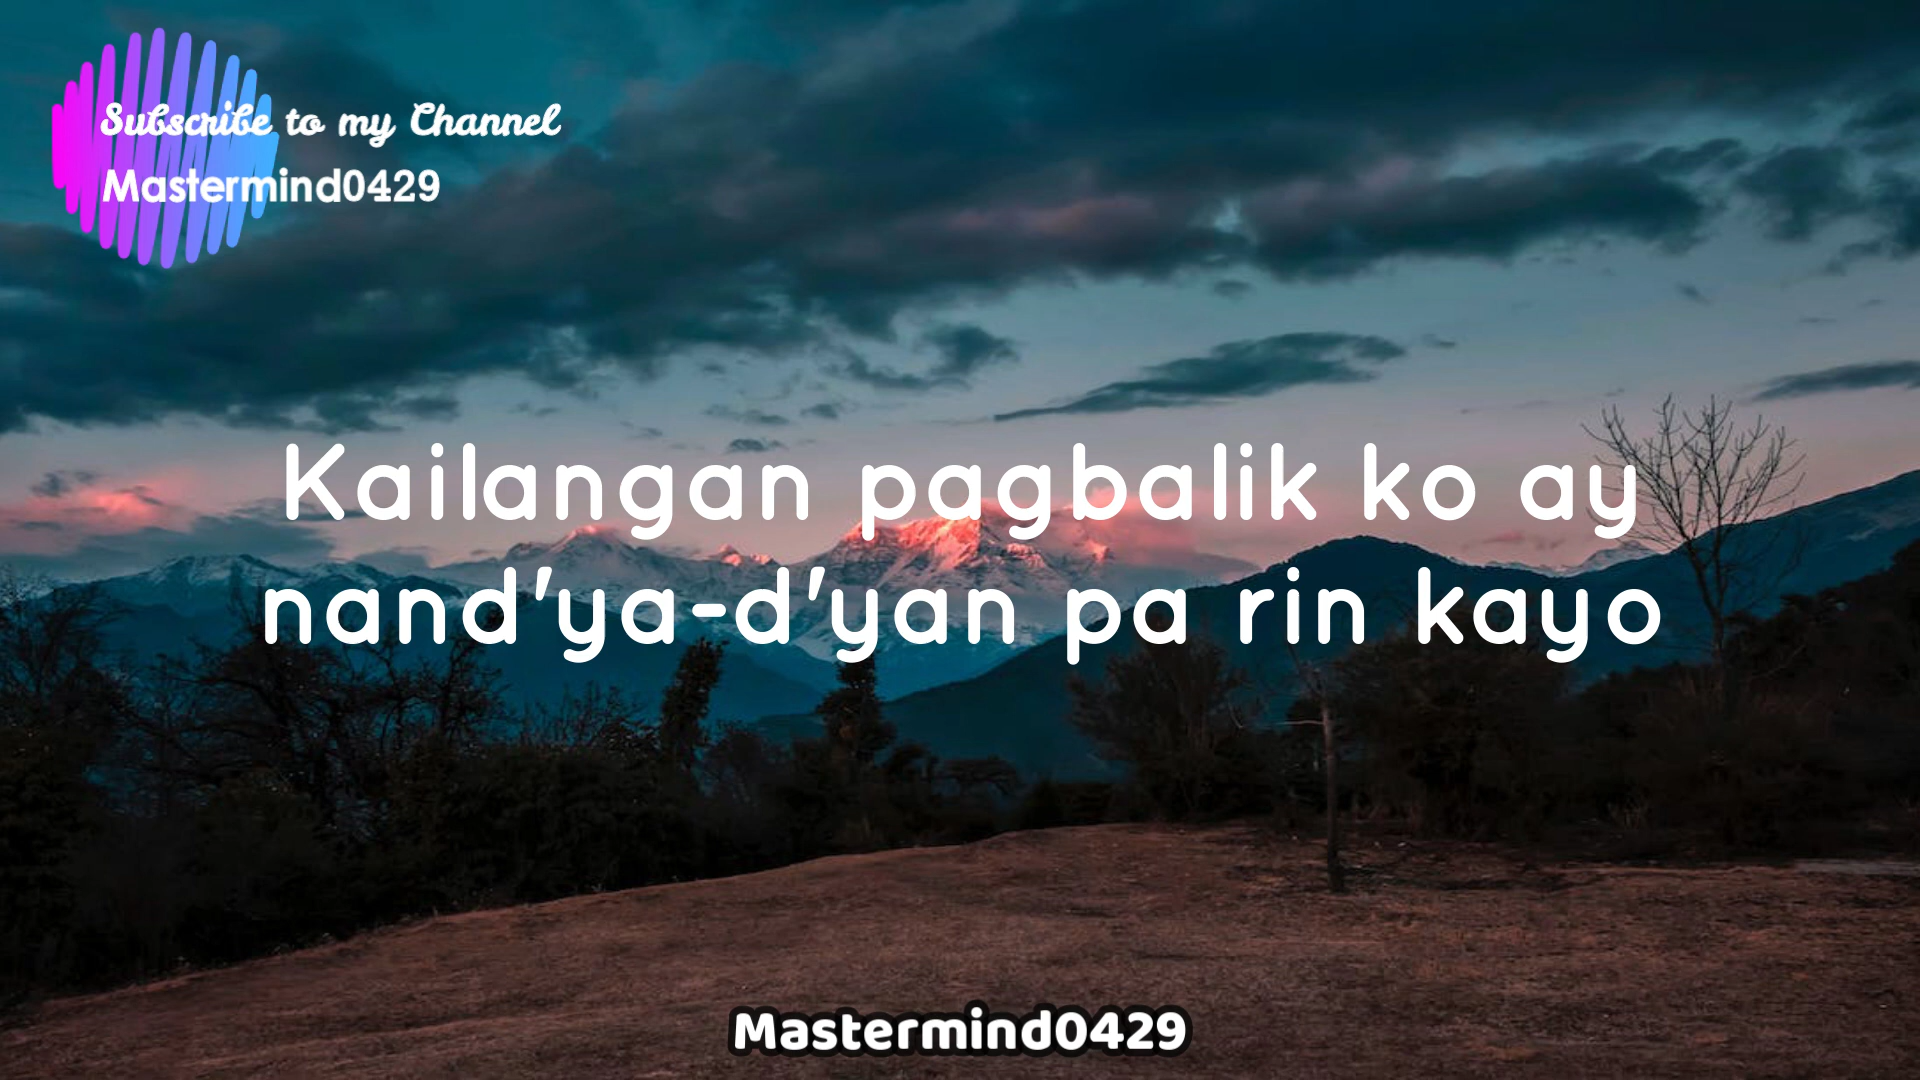 Subscribe to my Channel
Mastermind0429
Kailangan pagbalik ko ay
nand'ya-d'yan pa rin kayo
Mastermind0429